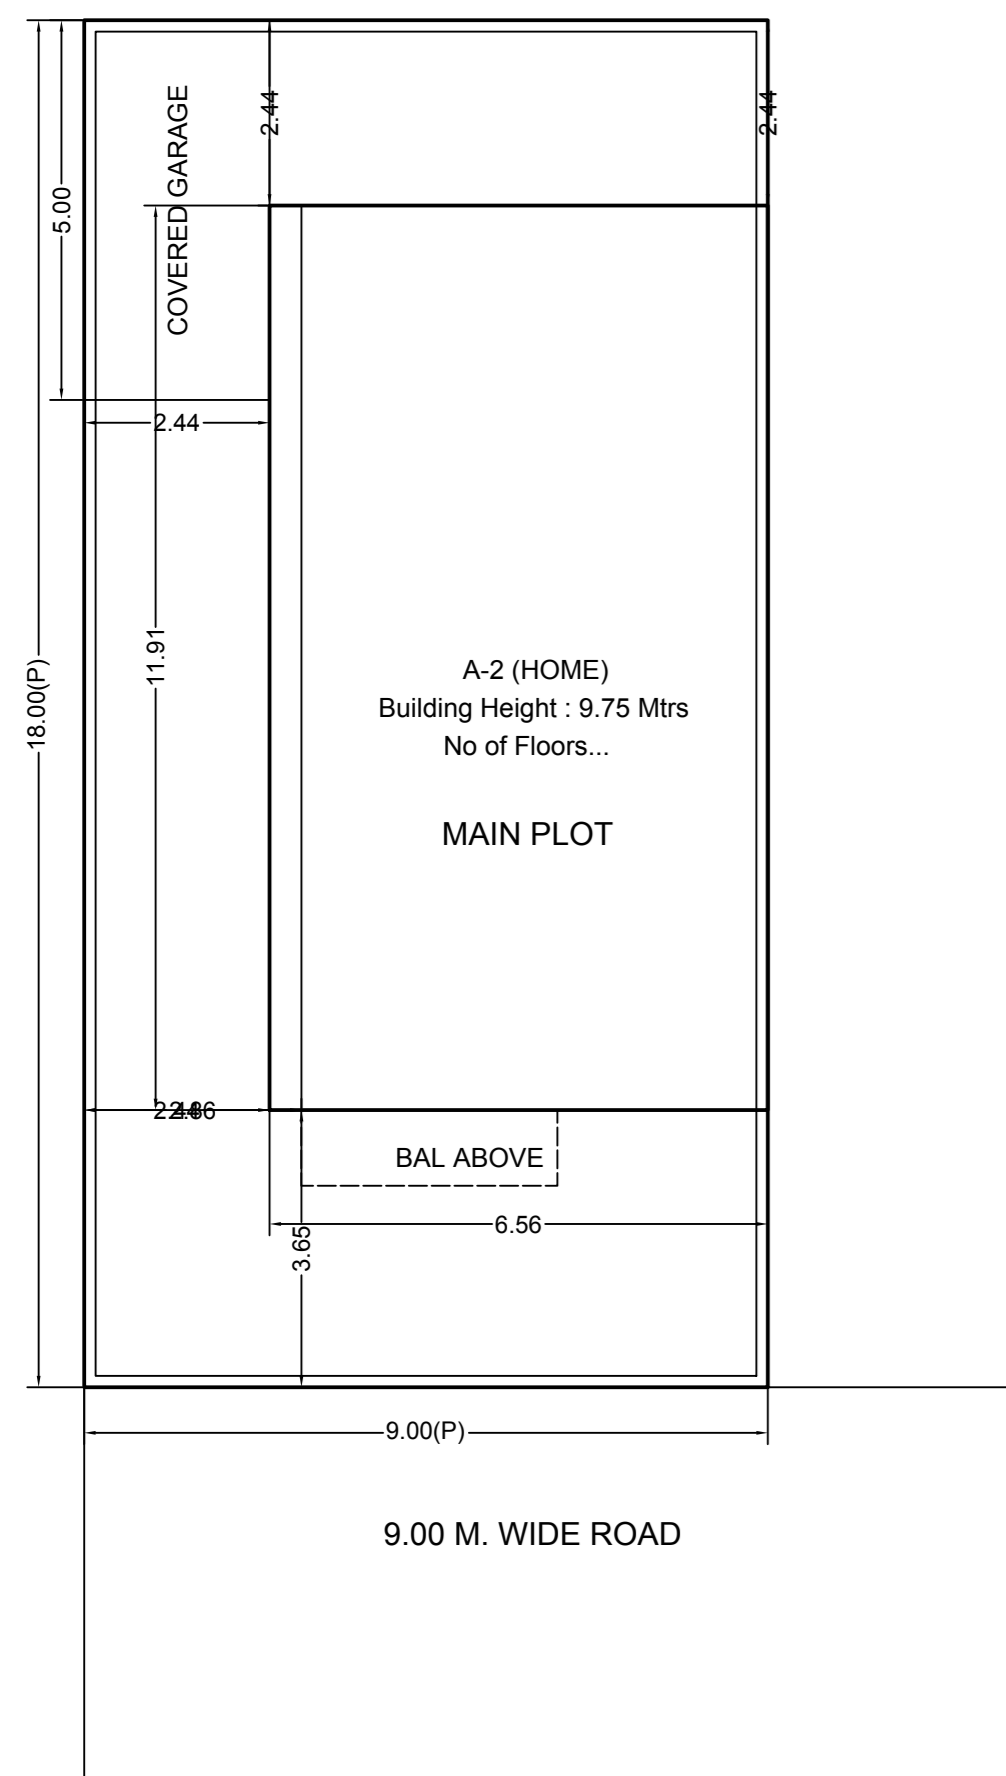 2.44
2.44
COVERED GARAGE
5.00
2.44
11.91
18.00(P)
A-2 (HOME)
Building Height : 9.75 Mtrs
No of Floors...
MAIN PLOT
BAL ABOVE
6.56
3.65
9.00(P)
9.00 M. WIDE ROAD